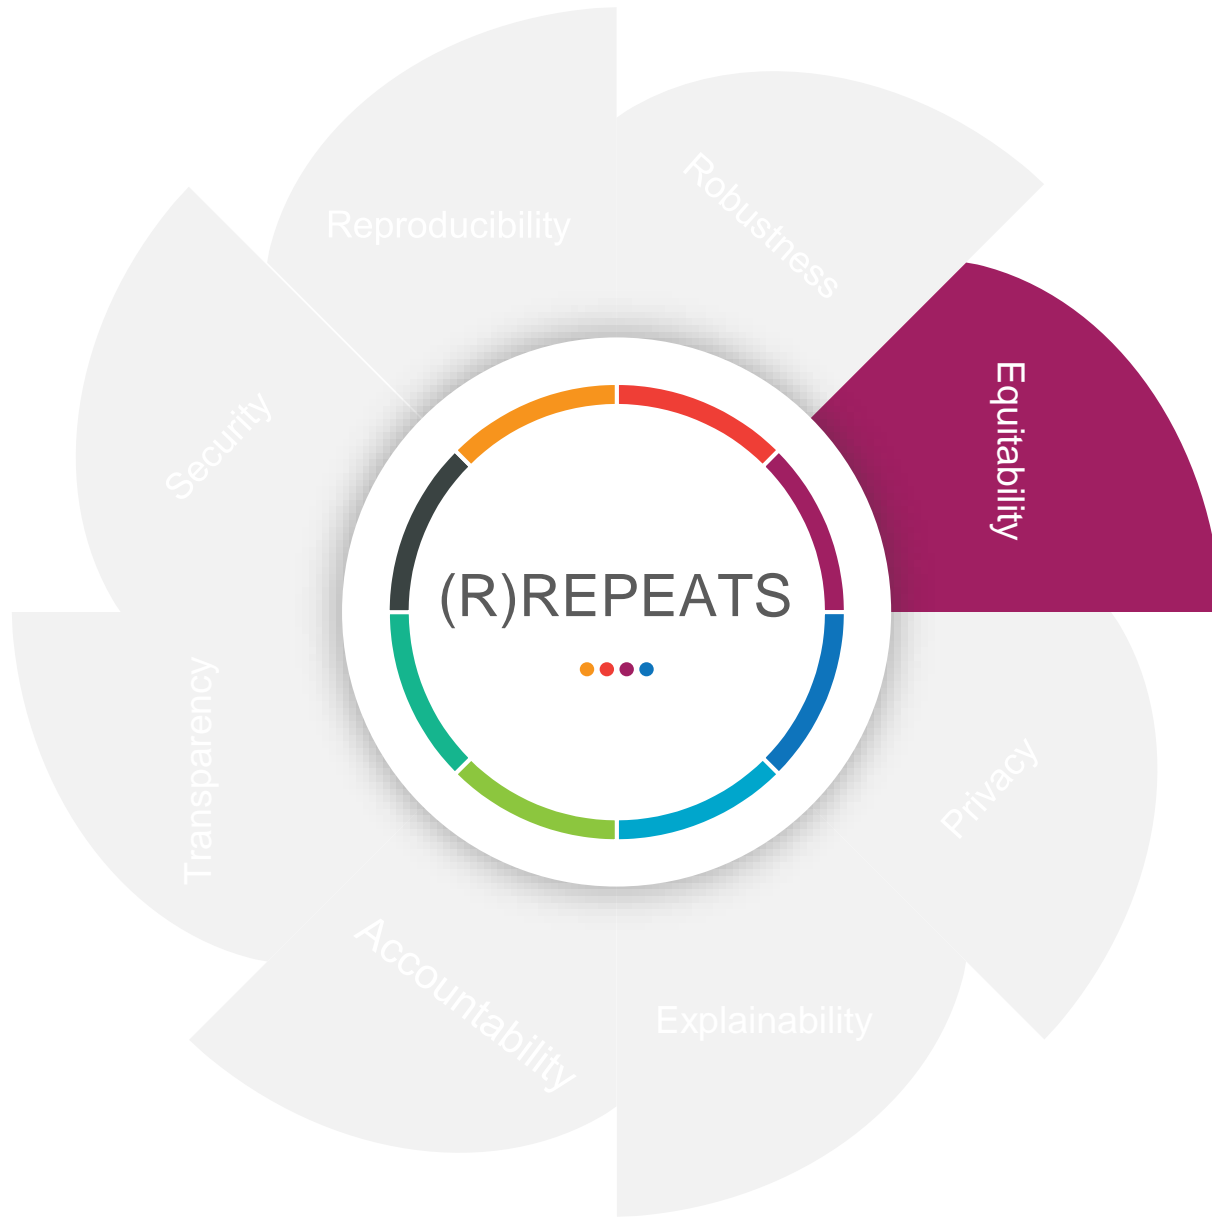 Reproducibility
Robustness
Equitability
Privacy
Explainability
Accountability
Transparency
Security
(R)REPEATS